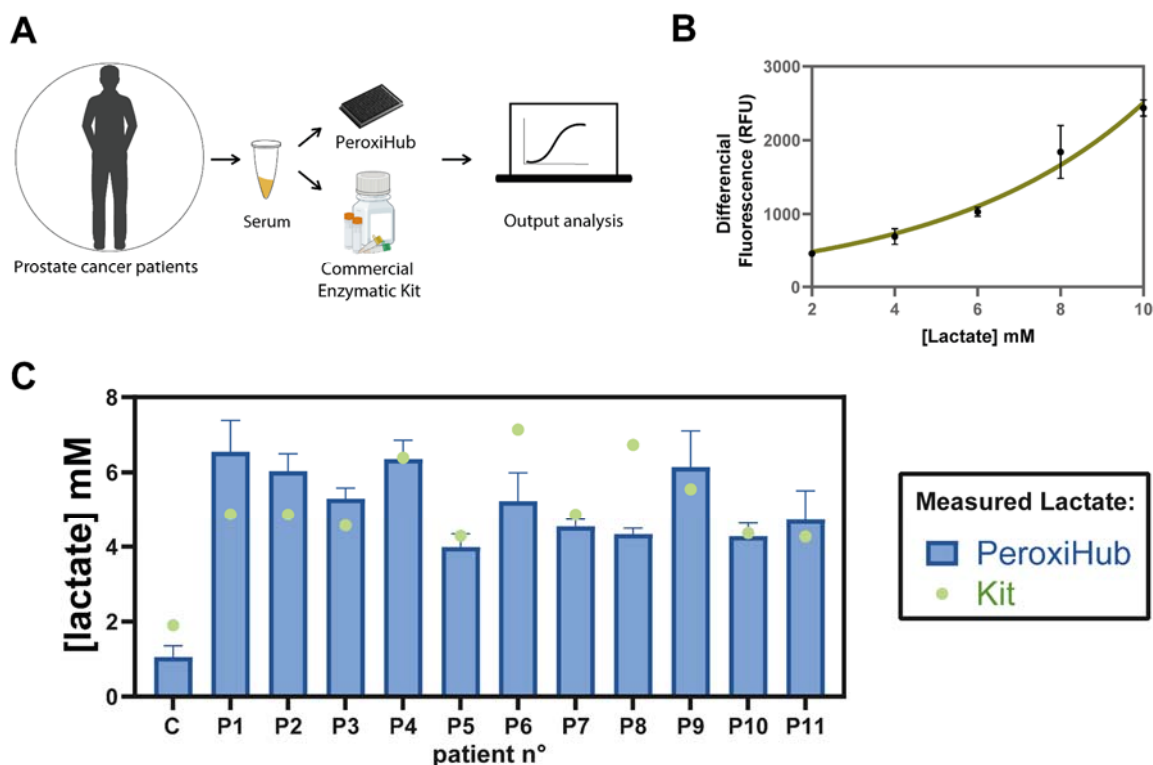 A
Prostate cancer patients
Serum
PeroxiHub
Commercial
Enzymatic Kit
Output analysis
B
Differencial
Fluorescence (RFU)
3000
2000
1000
0
2 4 6 8 10
[Lactate] mM
C
[lactate] mM
8
6
4
2
0
C P1 P2 P3 P4 P5 P6 P7 P8 P9 P10 P11
patient n°
Measured Lactate:
PeroxiHub
Kit